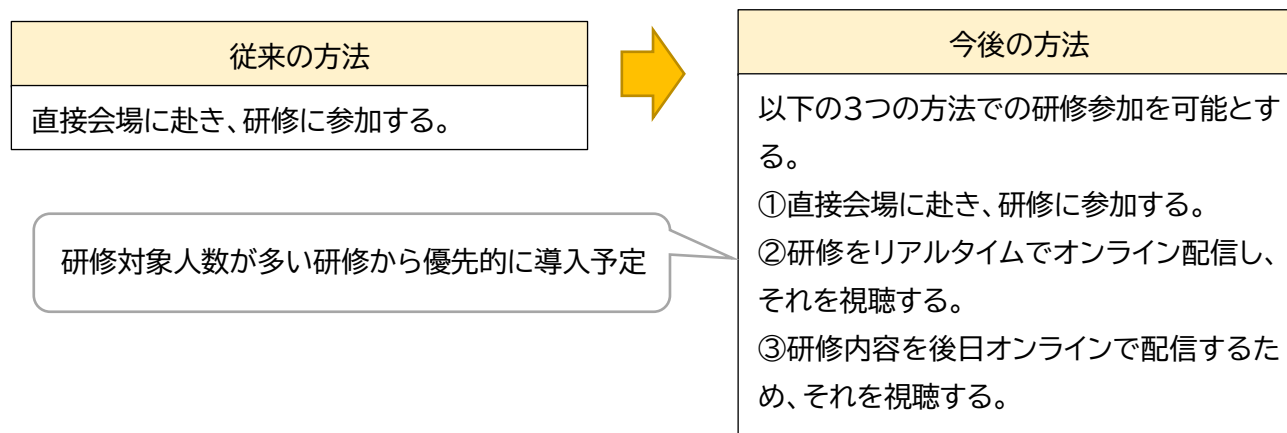 従来の方法
直接会場に赴き、研修に参加する。
研修対象人数が多い研修から優先的に導入予定
今後の方法
以下の3つの方法での研修参加を可能とす
る。
①直接会場に赴き、研修に参加する。
②研修をリアルタイムでオンライン配信し、
それを視聴する。
③研修内容を後日オンラインで配信するた
め、それを視聴する。